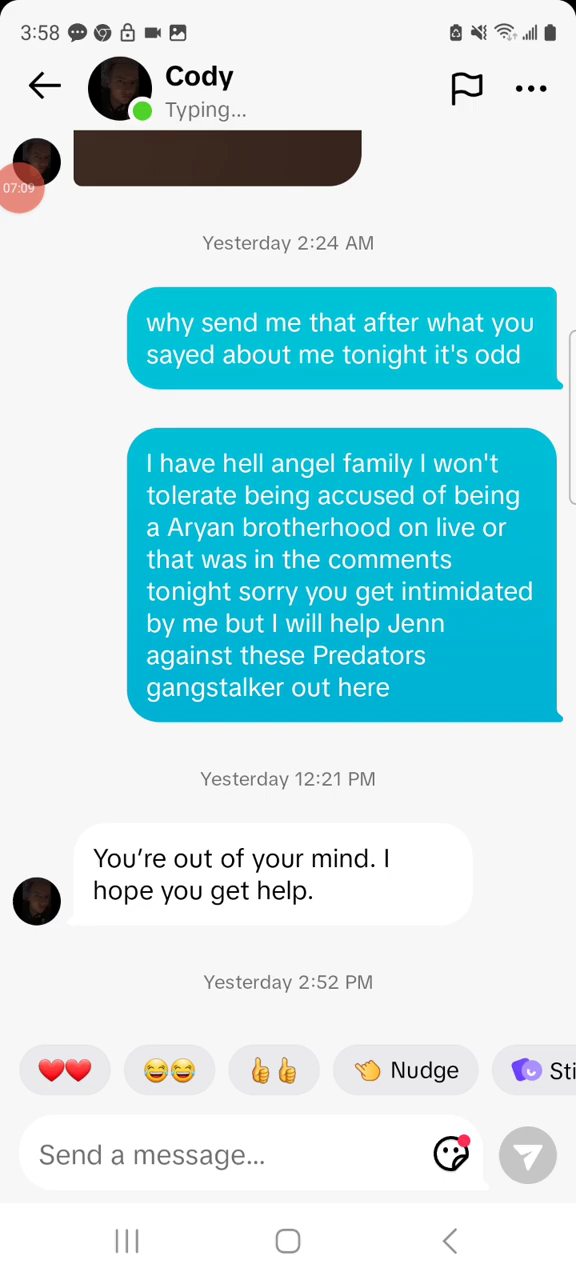 3:58
Cody
Typing...
07:09
Yesterday 2:24 AM
why send me that after what you
sayed about me tonight it's odd
I have hell angel family I won't
tolerate being accused of being
a Aryan brotherhood on live or
that was in the comments
tonight sorry you get intimidated
by me but I will help Jenn
against these Predators
gangstalker out here
Yesterday 12:21 PM
You're out of your mind. I
hope you get help.
Yesterday 2:52 PM
Nudge
Sti
Send a message...